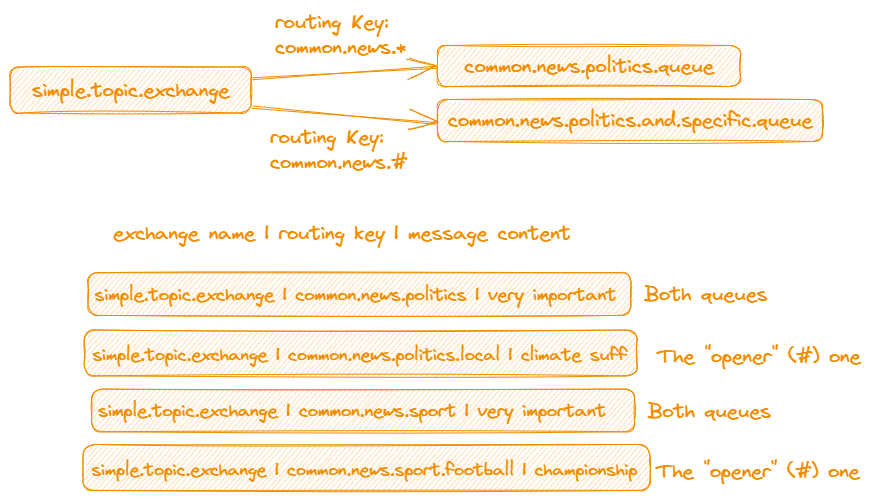 routing Key:
common.news.*
simple.topic.exchange
common.news.politics.queue
common.news.politics.and.specific.queue
routing Key:
common.news.#
exchange name | routing key | message content
simple.topic.exchange | common.news.politics | very important
Both queues
simple.topic.exchange | common.news.politics.local | climate suff
The "opener" (#) one
simple.topic.exchange | common.news.sport | very important
Both queues
simple.topic.exchange | common.news.sport.football | championship
The "opener" (#) one